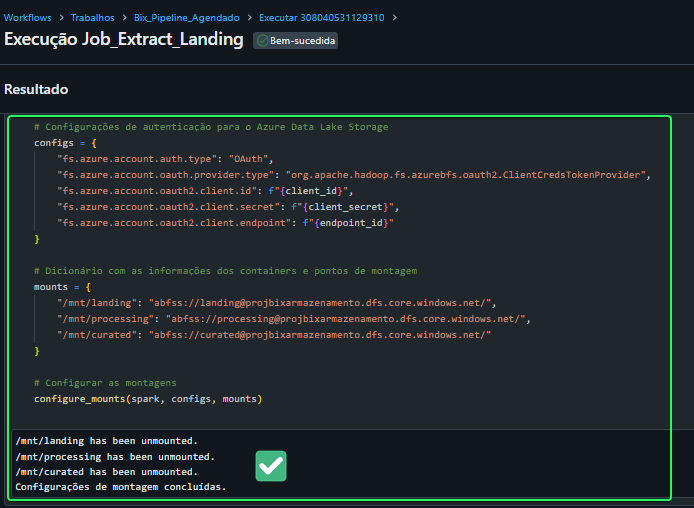 Workflows > Trabalhos > Bix_Pipeline_Agendado > Executar 308040531129310 >
Execução Job_Extract_Landing Bem-sucedida
Resultado
# Configurações de autenticação para o Azure Data Lake Storage
configs = {
    "fs.azure.account.auth.type": "OAuth",
    "fs.azure.account.oauth.provider.type": "org.apache.hadoop.fs.azurebfs.oauth2.ClientCredsTokenProvider",
    "fs.azure.account.oauth2.client.id": f"{client_id}",
    "fs.azure.account.oauth2.client.secret": f"{client_secret}",
    "fs.azure.account.oauth2.client.endpoint": f"{endpoint_id}"
}
# Dicionário com as informações dos containers e pontos de montagem
mounts = {
    "/mnt/landing": "abfss://landing@projbixarmazenamento.dfs.core.windows.net/",
    "/mnt/processing": "abfss://processing@projbixarmazenamento.dfs.core.windows.net/",
    "/mnt/curated": "abfss://curated@projbixarmazenamento.dfs.core.windows.net/"
}
# Configurar as montagens
configure_mounts(spark, configs, mounts)
/mnt/landing has been unmounted.
/mnt/processing has been unmounted.
/mnt/curated has been unmounted.
Configurações de montagem concluídas.